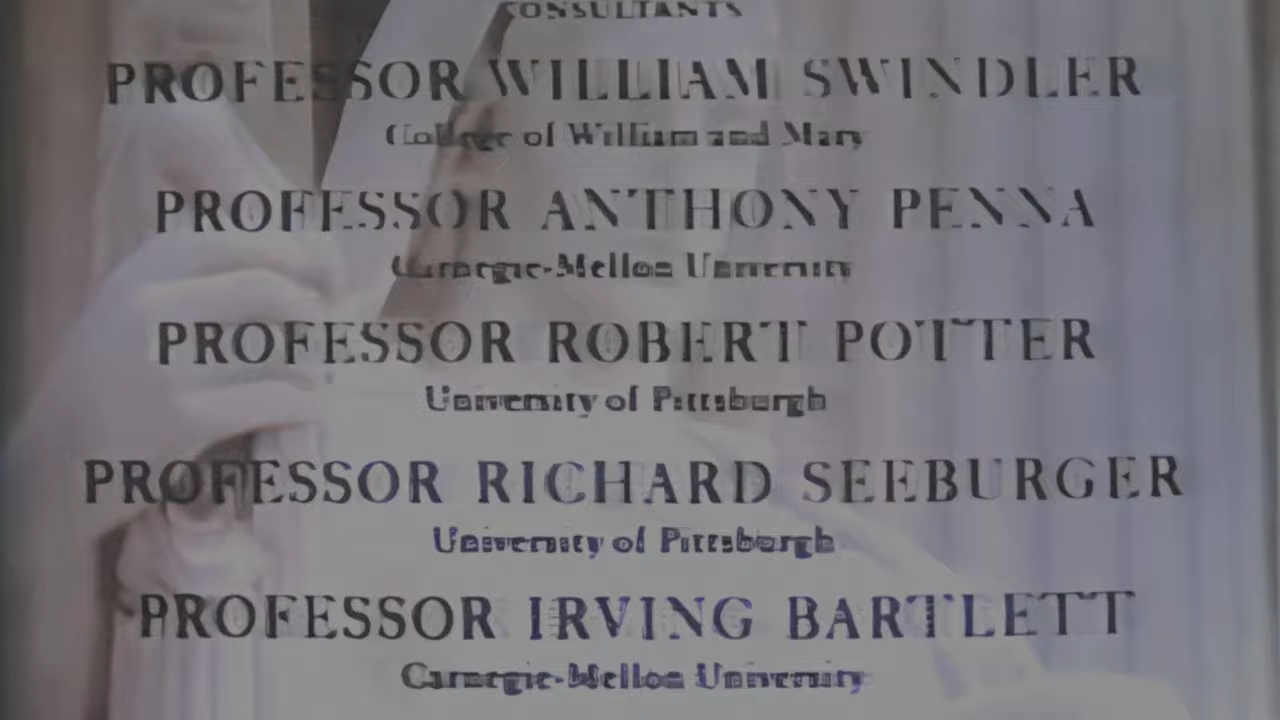 CONSULTANTS
PROFESSOR WILLIAM SWINDLER
College of William and Mary
PROFESSOR ANTHONY PENNA
Carnegie-Mellon University
PROFESSOR ROBERT POTTER
University of Pittsburgh
PROFESSOR RICHARD SEEBURGER
University of Pittsburgh
PROFESSOR IRVING BARTLETT
Carnegie-Mellon University